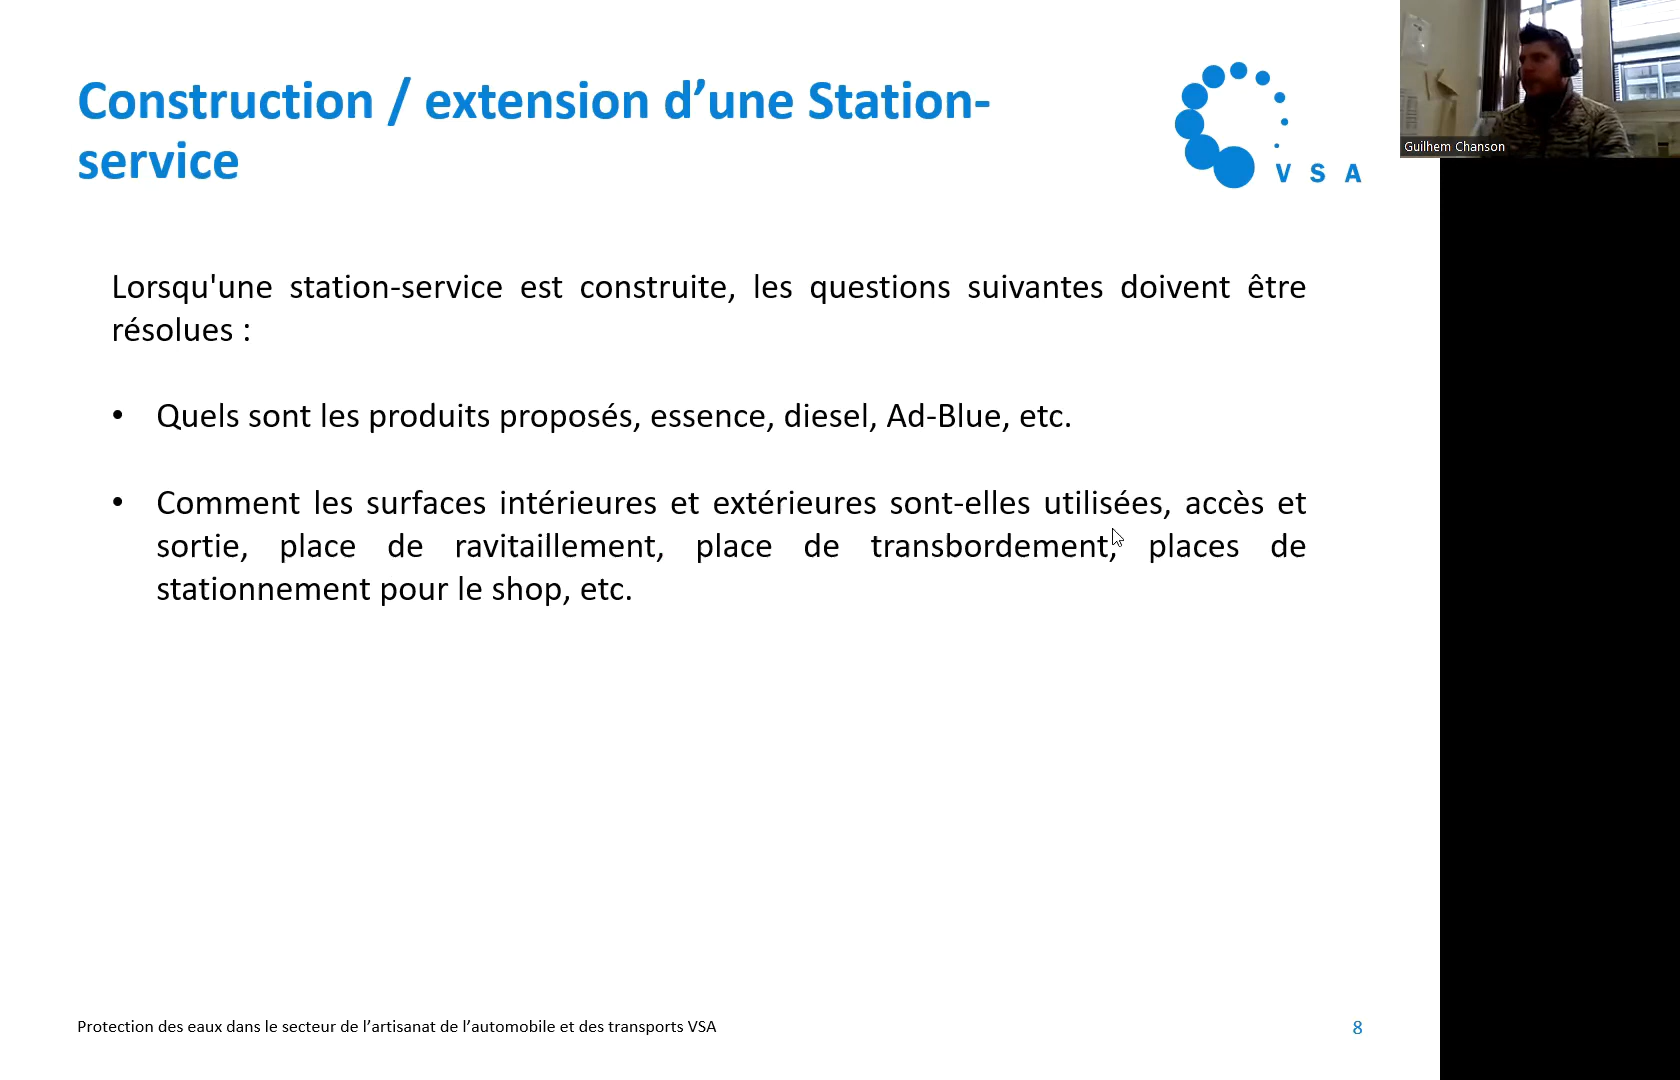 Construction / extension d’une Station-
service
V S A
Guilhem Chanson
Lorsqu'une station-service est construite, les questions suivantes doivent être
résolues :
• Quels sont les produits proposés, essence, diesel, Ad-Blue, etc.
• Comment les surfaces intérieures et extérieures sont-elles utilisées, accès et
sortie, place de ravitaillement, place de transbordement, places de
stationnement pour le shop, etc.
Protection des eaux dans le secteur de l’artisanat de l’automobile et des transports VSA
8